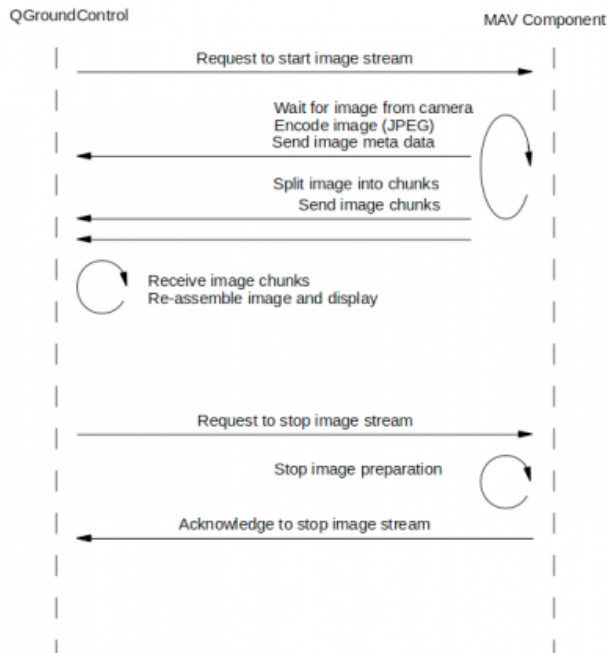 QGroundControl
MAV Component
Request to start image stream
Wait for image from camera
Encode image (JPEG)
Send image meta data
Split image into chunks
Send image chunks
Receive image chunks
Re-assemble image and display
Request to stop image stream
Stop image preparation
Acknowledge to stop image stream